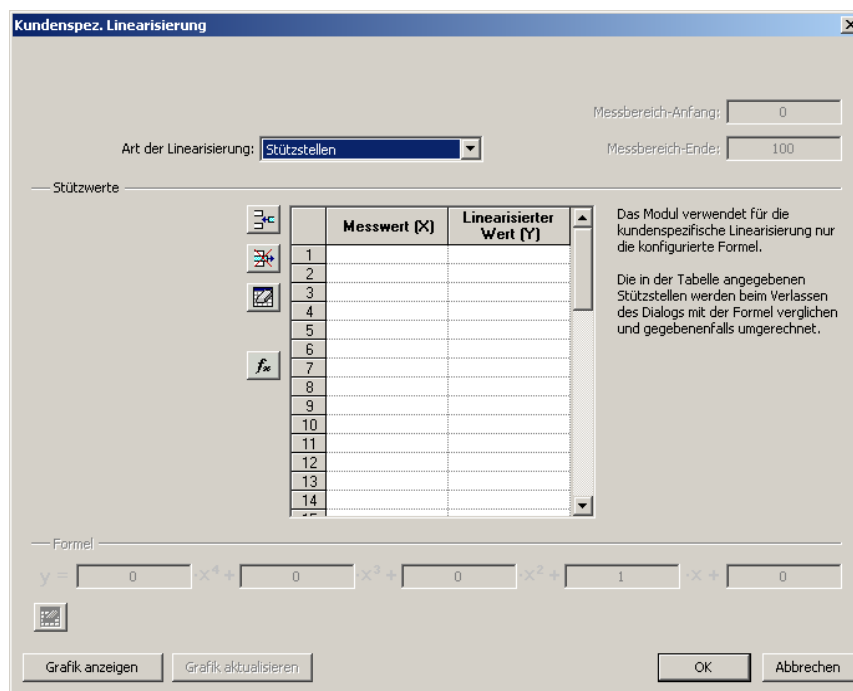 Kundenspez. Linearisierung
Messbereich-Anfang: 0
Art der Linearisierung: Stützstellen
Messbereich-Ende: 100
Stützwerte
Messwert (X)
Linearisierter
Wert (Y)
1
2
3
4
5
6
7
8
9
10
11
12
13
14
15
fx
Das Modul verwendet für die
kundenspezifische Linearisierung nur
die konfigurierte Formel.
Die in der Tabelle angegebenen
Stützstellen werden beim Verlassen
des Dialogs mit der Formel verglichen
und gegebenenfalls umgerechnet.
Formel
y = 0 ·x⁴ + 0 ·x³ + 0 ·x² + 1 ·x + 0
Grafik anzeigen
Grafik aktualisieren
OK
Abbrechen